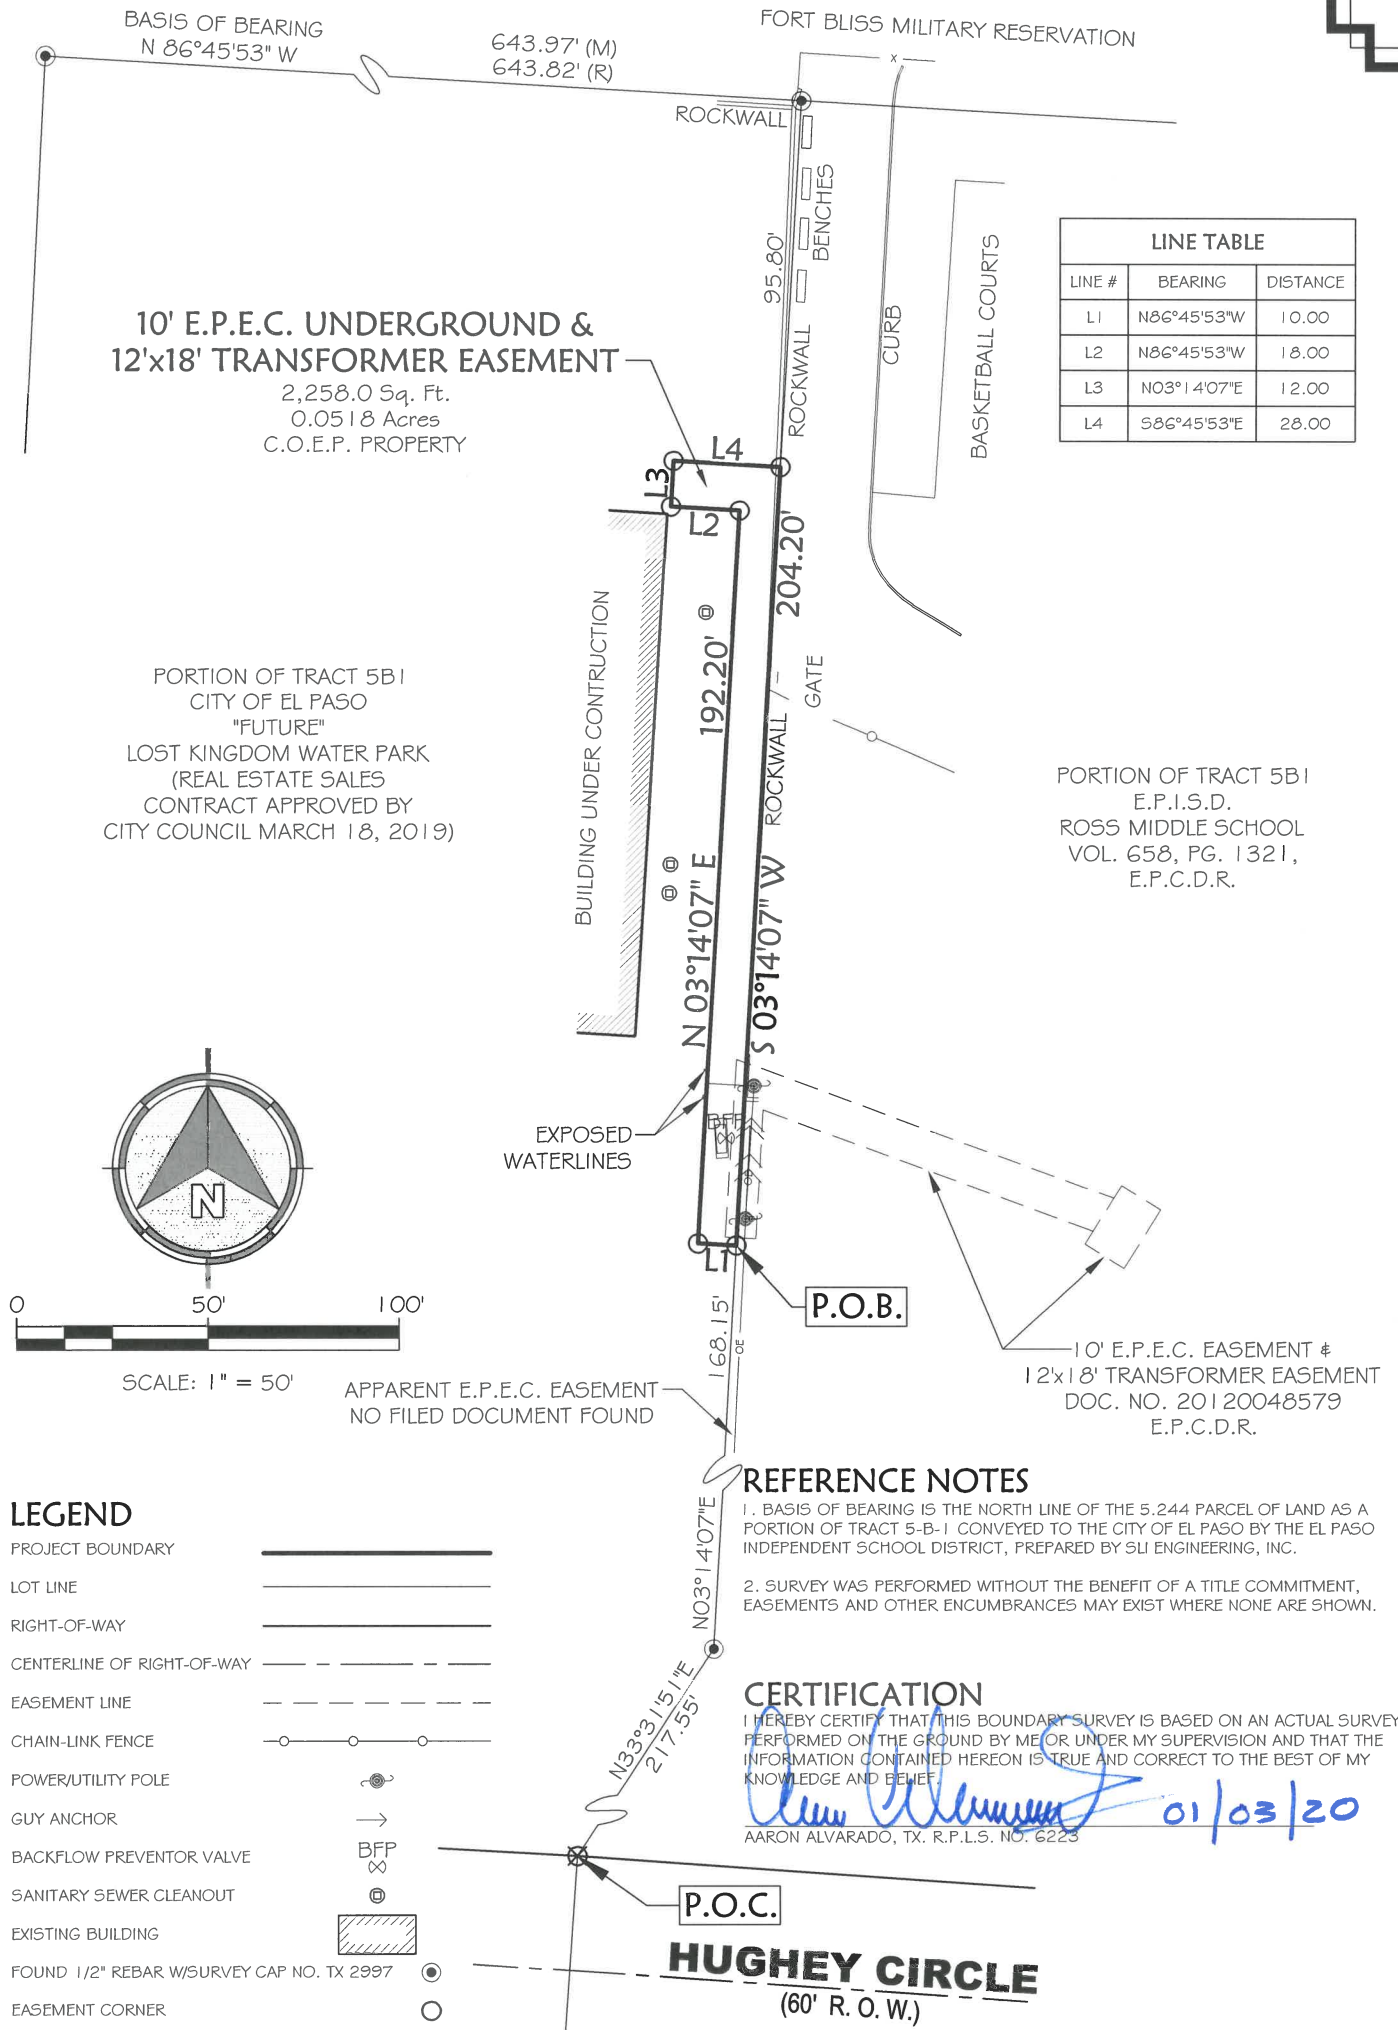 BASIS OF BEARING
N 86°45'53" W
643.97' (M)
643.82' (R)
FORT BLISS MILITARY RESERVATION
X
ROCKWALL
BENCHES
95.80'
ROCKWALL
CURB
BASKETBALL COURTS
LINE TABLE
LINE # BEARING DISTANCE
L1 N86°45'53"W 10.00
L2 N86°45'53"W 18.00
L3 N03°14'07"E 12.00
L4 S86°45'53"E 28.00
10' E.P.E.C. UNDERGROUND &
12'x18' TRANSFORMER EASEMENT
2,258.0 Sq. Ft.
0.0518 Acres
C.O.E.P. PROPERTY
L4
L3
L2
204.20'
192.20'
BUILDING UNDER CONTRUCTION
GATE
ROCKWALL
N 03°14'07" E
S 03°14'07" W
PORTION OF TRACT 5B1
CITY OF EL PASO
"FUTURE"
LOST KINGDOM WATER PARK
(REAL ESTATE SALES
CONTRACT APPROVED BY
CITY COUNCIL MARCH 18, 2019)
PORTION OF TRACT 5B1
E.P.I.S.D.
ROSS MIDDLE SCHOOL
VOL. 658, PG. 1321,
E.P.C.D.R.
EXPOSED
WATERLINES
BFP
N
L1
P.O.B.
0 50' 100'
SCALE: 1" = 50'
168.15'
OE
APPARENT E.P.E.C. EASEMENT
NO FILED DOCUMENT FOUND
10' E.P.E.C. EASEMENT &
12'x18' TRANSFORMER EASEMENT
DOC. NO. 20120048579
E.P.C.D.R.
N03°14'07"E
N33°31'51"E
217.55'
LEGEND
PROJECT BOUNDARY
LOT LINE
RIGHT-OF-WAY
CENTERLINE OF RIGHT-OF-WAY
EASEMENT LINE
CHAIN-LINK FENCE
POWER/UTILITY POLE
GUY ANCHOR
BACKFLOW PREVENTOR VALVE BFP
SANITARY SEWER CLEANOUT
EXISTING BUILDING
FOUND 1/2" REBAR W/SURVEY CAP NO. TX 2997
EASEMENT CORNER
REFERENCE NOTES
1. BASIS OF BEARING IS THE NORTH LINE OF THE 5.244 PARCEL OF LAND AS A
PORTION OF TRACT 5-B-1 CONVEYED TO THE CITY OF EL PASO BY THE EL PASO
INDEPENDENT SCHOOL DISTRICT, PREPARED BY SLI ENGINEERING, INC.
2. SURVEY WAS PERFORMED WITHOUT THE BENEFIT OF A TITLE COMMITMENT,
EASEMENTS AND OTHER ENCUMBRANCES MAY EXIST WHERE NONE ARE SHOWN.
CERTIFICATION
I HEREBY CERTIFY THAT THIS BOUNDARY SURVEY IS BASED ON AN ACTUAL SURVEY
PERFORMED ON THE GROUND BY ME OR UNDER MY SUPERVISION AND THAT THE
INFORMATION CONTAINED HEREON IS TRUE AND CORRECT TO THE BEST OF MY
KNOWLEDGE AND BELIEF.
01/03/20
AARON ALVARADO, TX. R.P.L.S. NO. 6223
P.O.C.
HUGHEY CIRCLE
(60' R. O. W.)